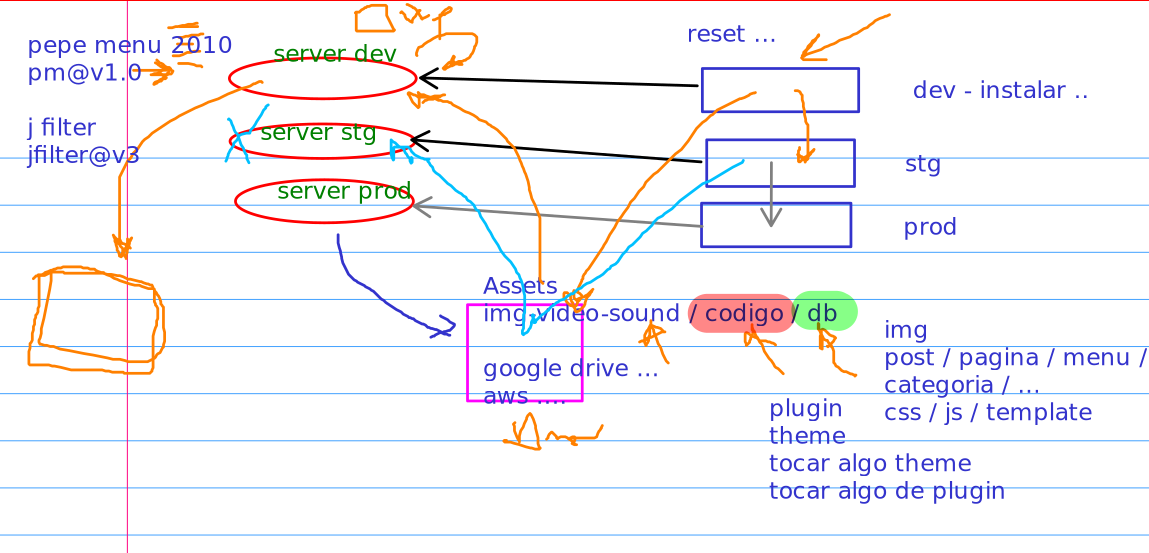 pepe menu 2010
pm@v1.0
j filter
jfilter@v3
server dev
server stg
server prod
reset ...
dev - instalar ..
stg
prod
Assets
img-video-sound / codigo / db
google drive ...
aws ....
img
post / pagina / menu /
categoria / ...
css / js / template
plugin
theme
tocar algo theme
tocar algo de plugin